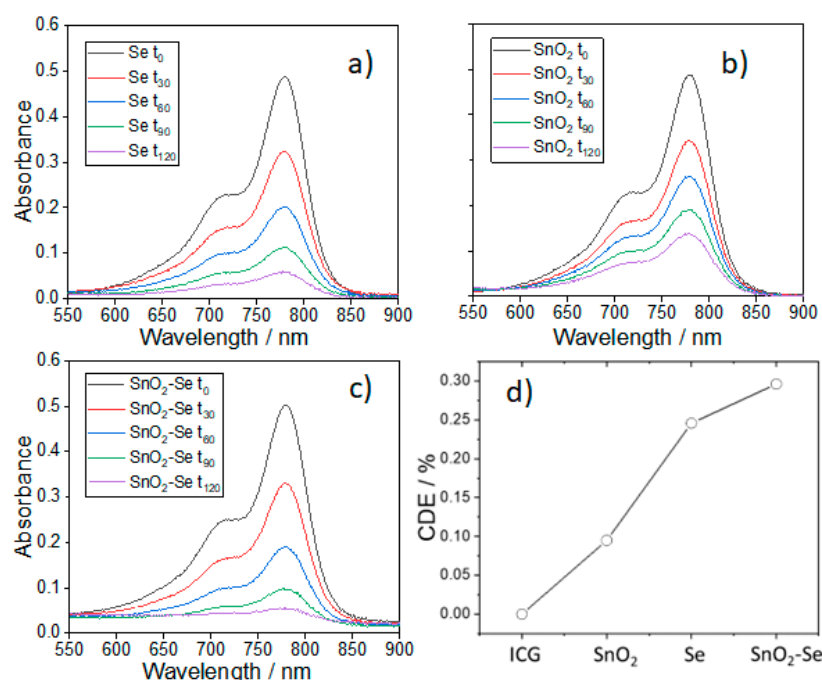 a)
Se t₀
Se t₃₀
Se t₆₀
Se t₉₀
Se t₁₂₀
0.6
0.5
0.4
0.3
0.2
0.1
0.0
Absorbance
550 600 650 700 750 800 850 900
Wavelength / nm
b)
SnO₂ t₀
SnO₂ t₃₀
SnO₂ t₆₀
SnO₂ t₉₀
SnO₂ t₁₂₀
550 600 650 700 750 800 850 900
Wavelength / nm
c)
SnO₂-Se t₀
SnO₂-Se t₃₀
SnO₂-Se t₆₀
SnO₂-Se t₉₀
SnO₂-Se t₁₂₀
0.6
0.5
0.4
0.3
0.2
0.1
0.0
Absorbance
550 600 650 700 750 800 850 900
Wavelength / nm
d)
0.30
0.25
0.20
0.15
0.10
0.05
0.00
CDE / %
ICG SnO₂ Se SnO₂-Se